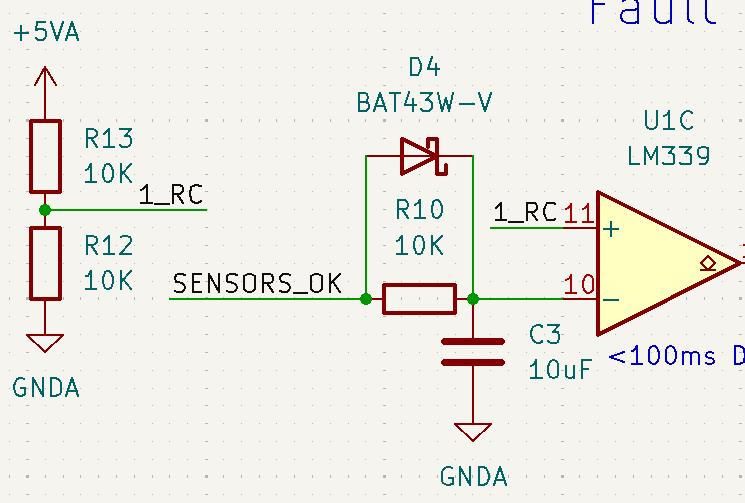 Fault
+5VA
D4
BAT43W-V
U1C
LM339
R13
10K
1_RC
R10
10K
1_RC
11
+
R12
10K
SENSORS_OK
10
-
C3
10uF
<100ms D
GNDA
GNDA